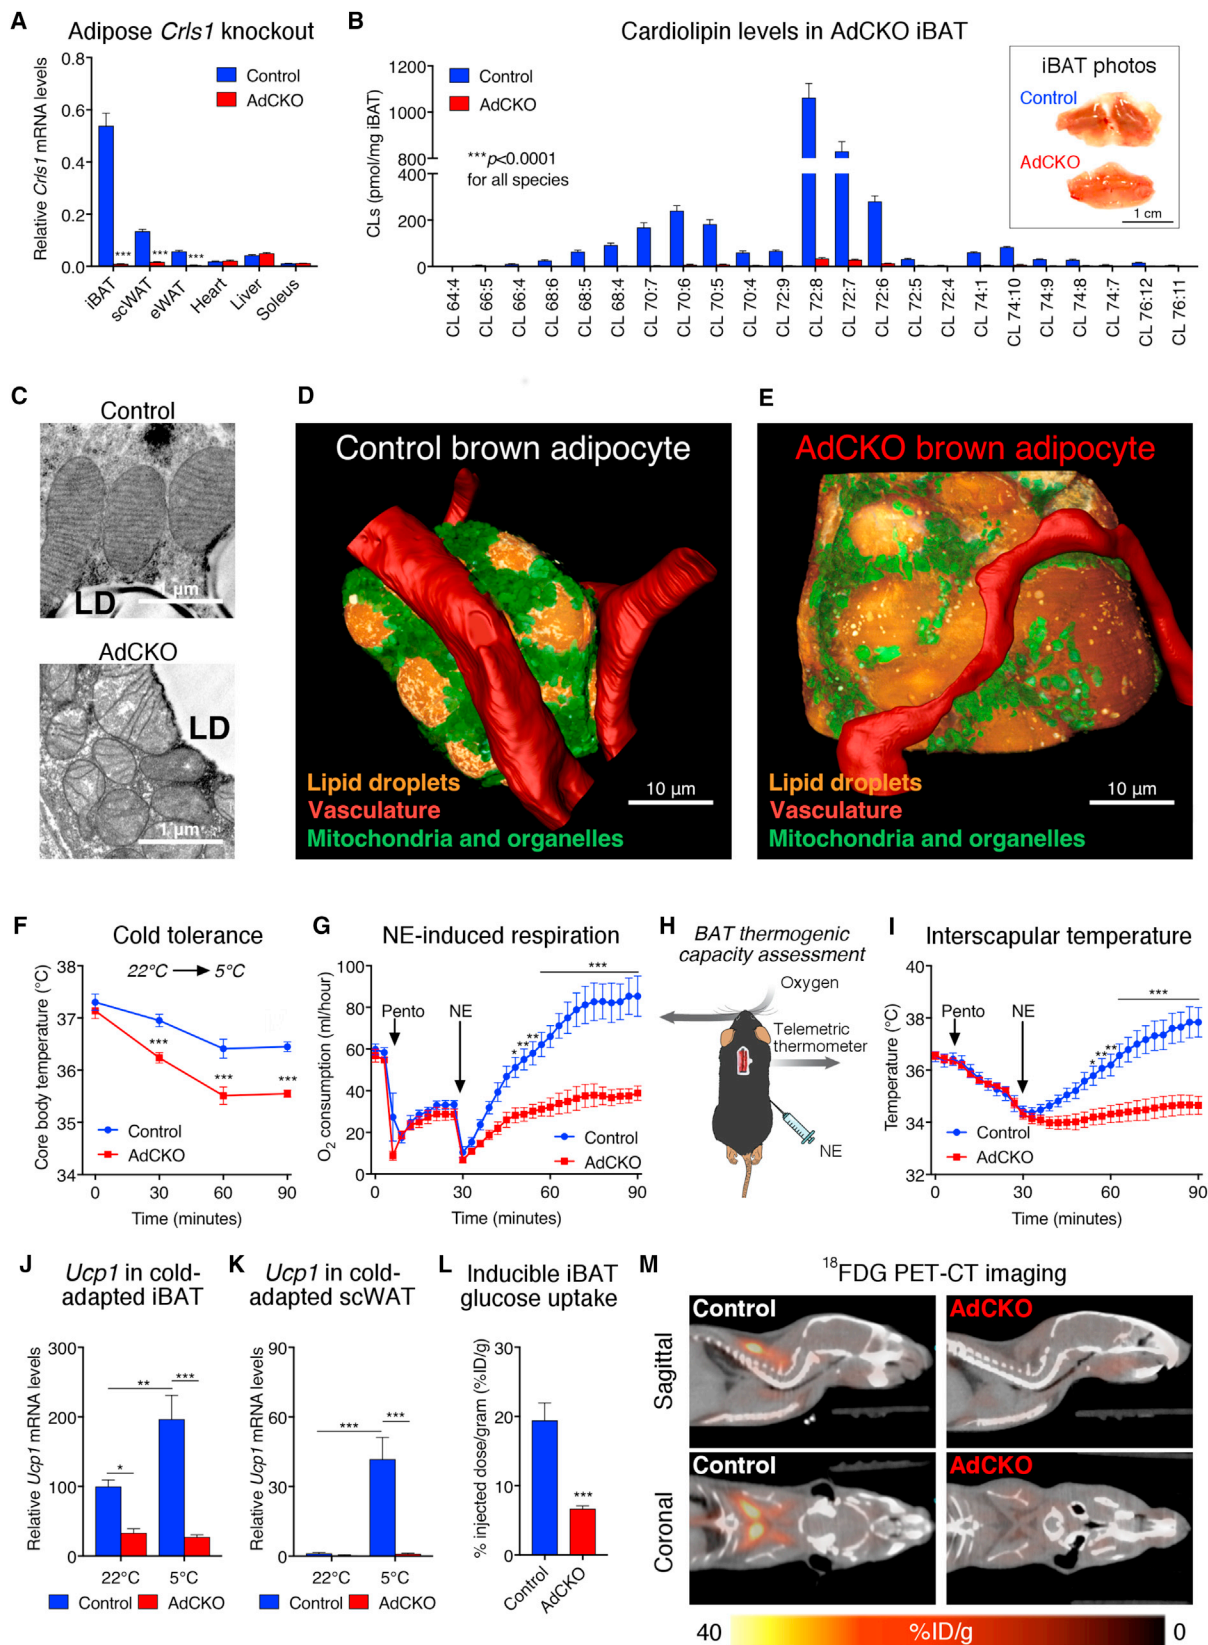 A
Adipose Crls1 knockout
Relative Crls1 mRNA levels
0.8
0.6
0.4
0.2
0.0
Control
AdCKO
***
***
***
iBAT
scWAT
eWAT
Heart
Liver
Soleus
B
Cardiolipin levels in AdCKO iBAT
CLs (pmol/mg iBAT)
1200
1000
800
400
200
0
Control
AdCKO
***p<0.0001
for all species
CL 64:4
CL 66:5
CL 66:4
CL 68:6
CL 68:5
CL 68:4
CL 70:7
CL 70:6
CL 70:5
CL 70:4
CL 72:9
CL 72:8
CL 72:7
CL 72:6
CL 72:5
CL 72:4
CL 74:1
CL 74:10
CL 74:9
CL 74:8
CL 74:7
CL 76:12
CL 76:11
iBAT photos
Control
AdCKO
1 cm
C
Control
LD
1 µm
AdCKO
LD
1 µm
D
Control brown adipocyte
Lipid droplets
Vasculature
Mitochondria and organelles
10 µm
E
AdCKO brown adipocyte
Lipid droplets
Vasculature
Mitochondria and organelles
10 µm
F
Cold tolerance
22°C
5°C
Core body temperature (°C)
38
37
36
35
34
***
***
***
Control
AdCKO
0
30
60
90
Time (minutes)
G
NE-induced respiration
O2 consumption (ml/hour)
100
80
60
40
20
0
Pento
NE
*
**
**
***
Control
AdCKO
0
30
60
90
Time (minutes)
H
BAT thermogenic
capacity assessment
Oxygen
Telemetric
thermometer
NE
I
Interscapular temperature
Temperature (°C)
40
38
36
34
32
Pento
NE
*
**
**
***
Control
AdCKO
0
30
60
90
Time (minutes)
J
Ucp1 in cold-
adapted iBAT
Relative Ucp1 mRNA levels
300
200
100
0
**
***
*
22°C
5°C
Control
AdCKO
K
Ucp1 in cold-
adapted scWAT
Relative Ucp1 mRNA levels
90
60
30
0
***
***
22°C
5°C
Control
AdCKO
L
Inducible iBAT
glucose uptake
% injected dose/gram (%ID/g)
30
20
10
0
***
Control
AdCKO
M
18FDG PET-CT imaging
Sagittal
Control
AdCKO
Coronal
Control
AdCKO
40
%ID/g
0